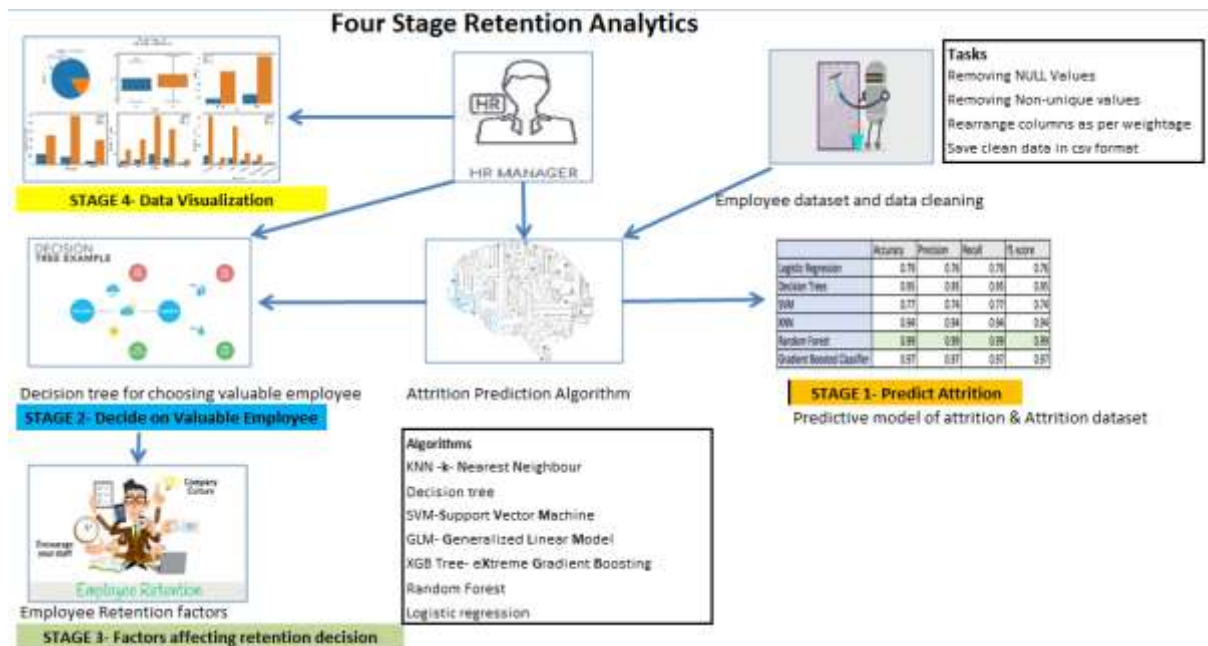 Four Stage Retention Analytics
HR
HR MANAGER
Tasks
Removing NULL Values
Removing Non-unique values
Rearrange columns as per weightage
Save clean data in csv format
STAGE 4- Data Visualization
Employee dataset and data cleaning
DECISION
TREE EXAMPLE
Accuracy Precision Recall f1 score
Logistic Regression 0.79 0.76 0.79 0.76
Decision Trees 0.95 0.95 0.95 0.95
SVM 0.77 0.74 0.77 0.74
KNN 0.94 0.94 0.94 0.94
Random Forest 0.99 0.99 0.99 0.99
Gradient Boosted Classifier 0.97 0.97 0.97 0.97
Decision tree for choosing valuable employee
Attrition Prediction Algorithm
STAGE 1- Predict Attrition
STAGE 2- Decide on Valuable Employee
Predictive model of attrition & Attrition dataset
Company
Culture
Encourage
your staff
Employee Retention
Employee Retention factors
STAGE 3- Factors affecting retention decision
Algorithms
KNN -k- Nearest Neighbour
Decision tree
SVM-Support Vector Machine
GLM- Generalized Linear Model
XGB Tree- eXtreme Gradient Boosting
Random Forest
Logistic regression